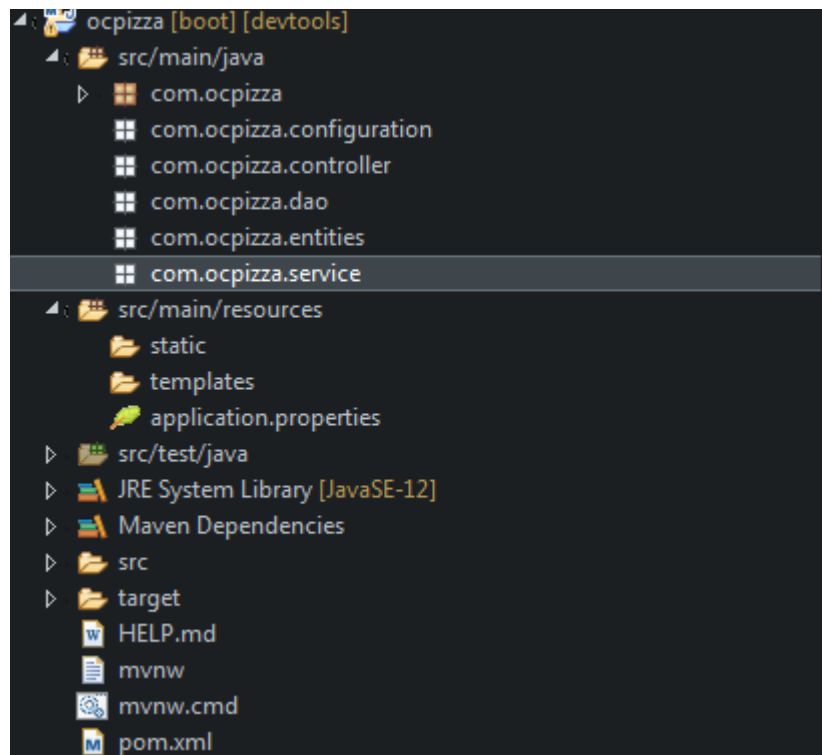 ocpizza [boot] [devtools]
src/main/java
com.ocpizza
com.ocpizza.configuration
com.ocpizza.controller
com.ocpizza.dao
com.ocpizza.entities
com.ocpizza.service
src/main/resources
static
templates
application.properties
src/test/java
JRE System Library [JavaSE-12]
Maven Dependencies
src
target
HELP.md
mvnw
mvnw.cmd
pom.xml